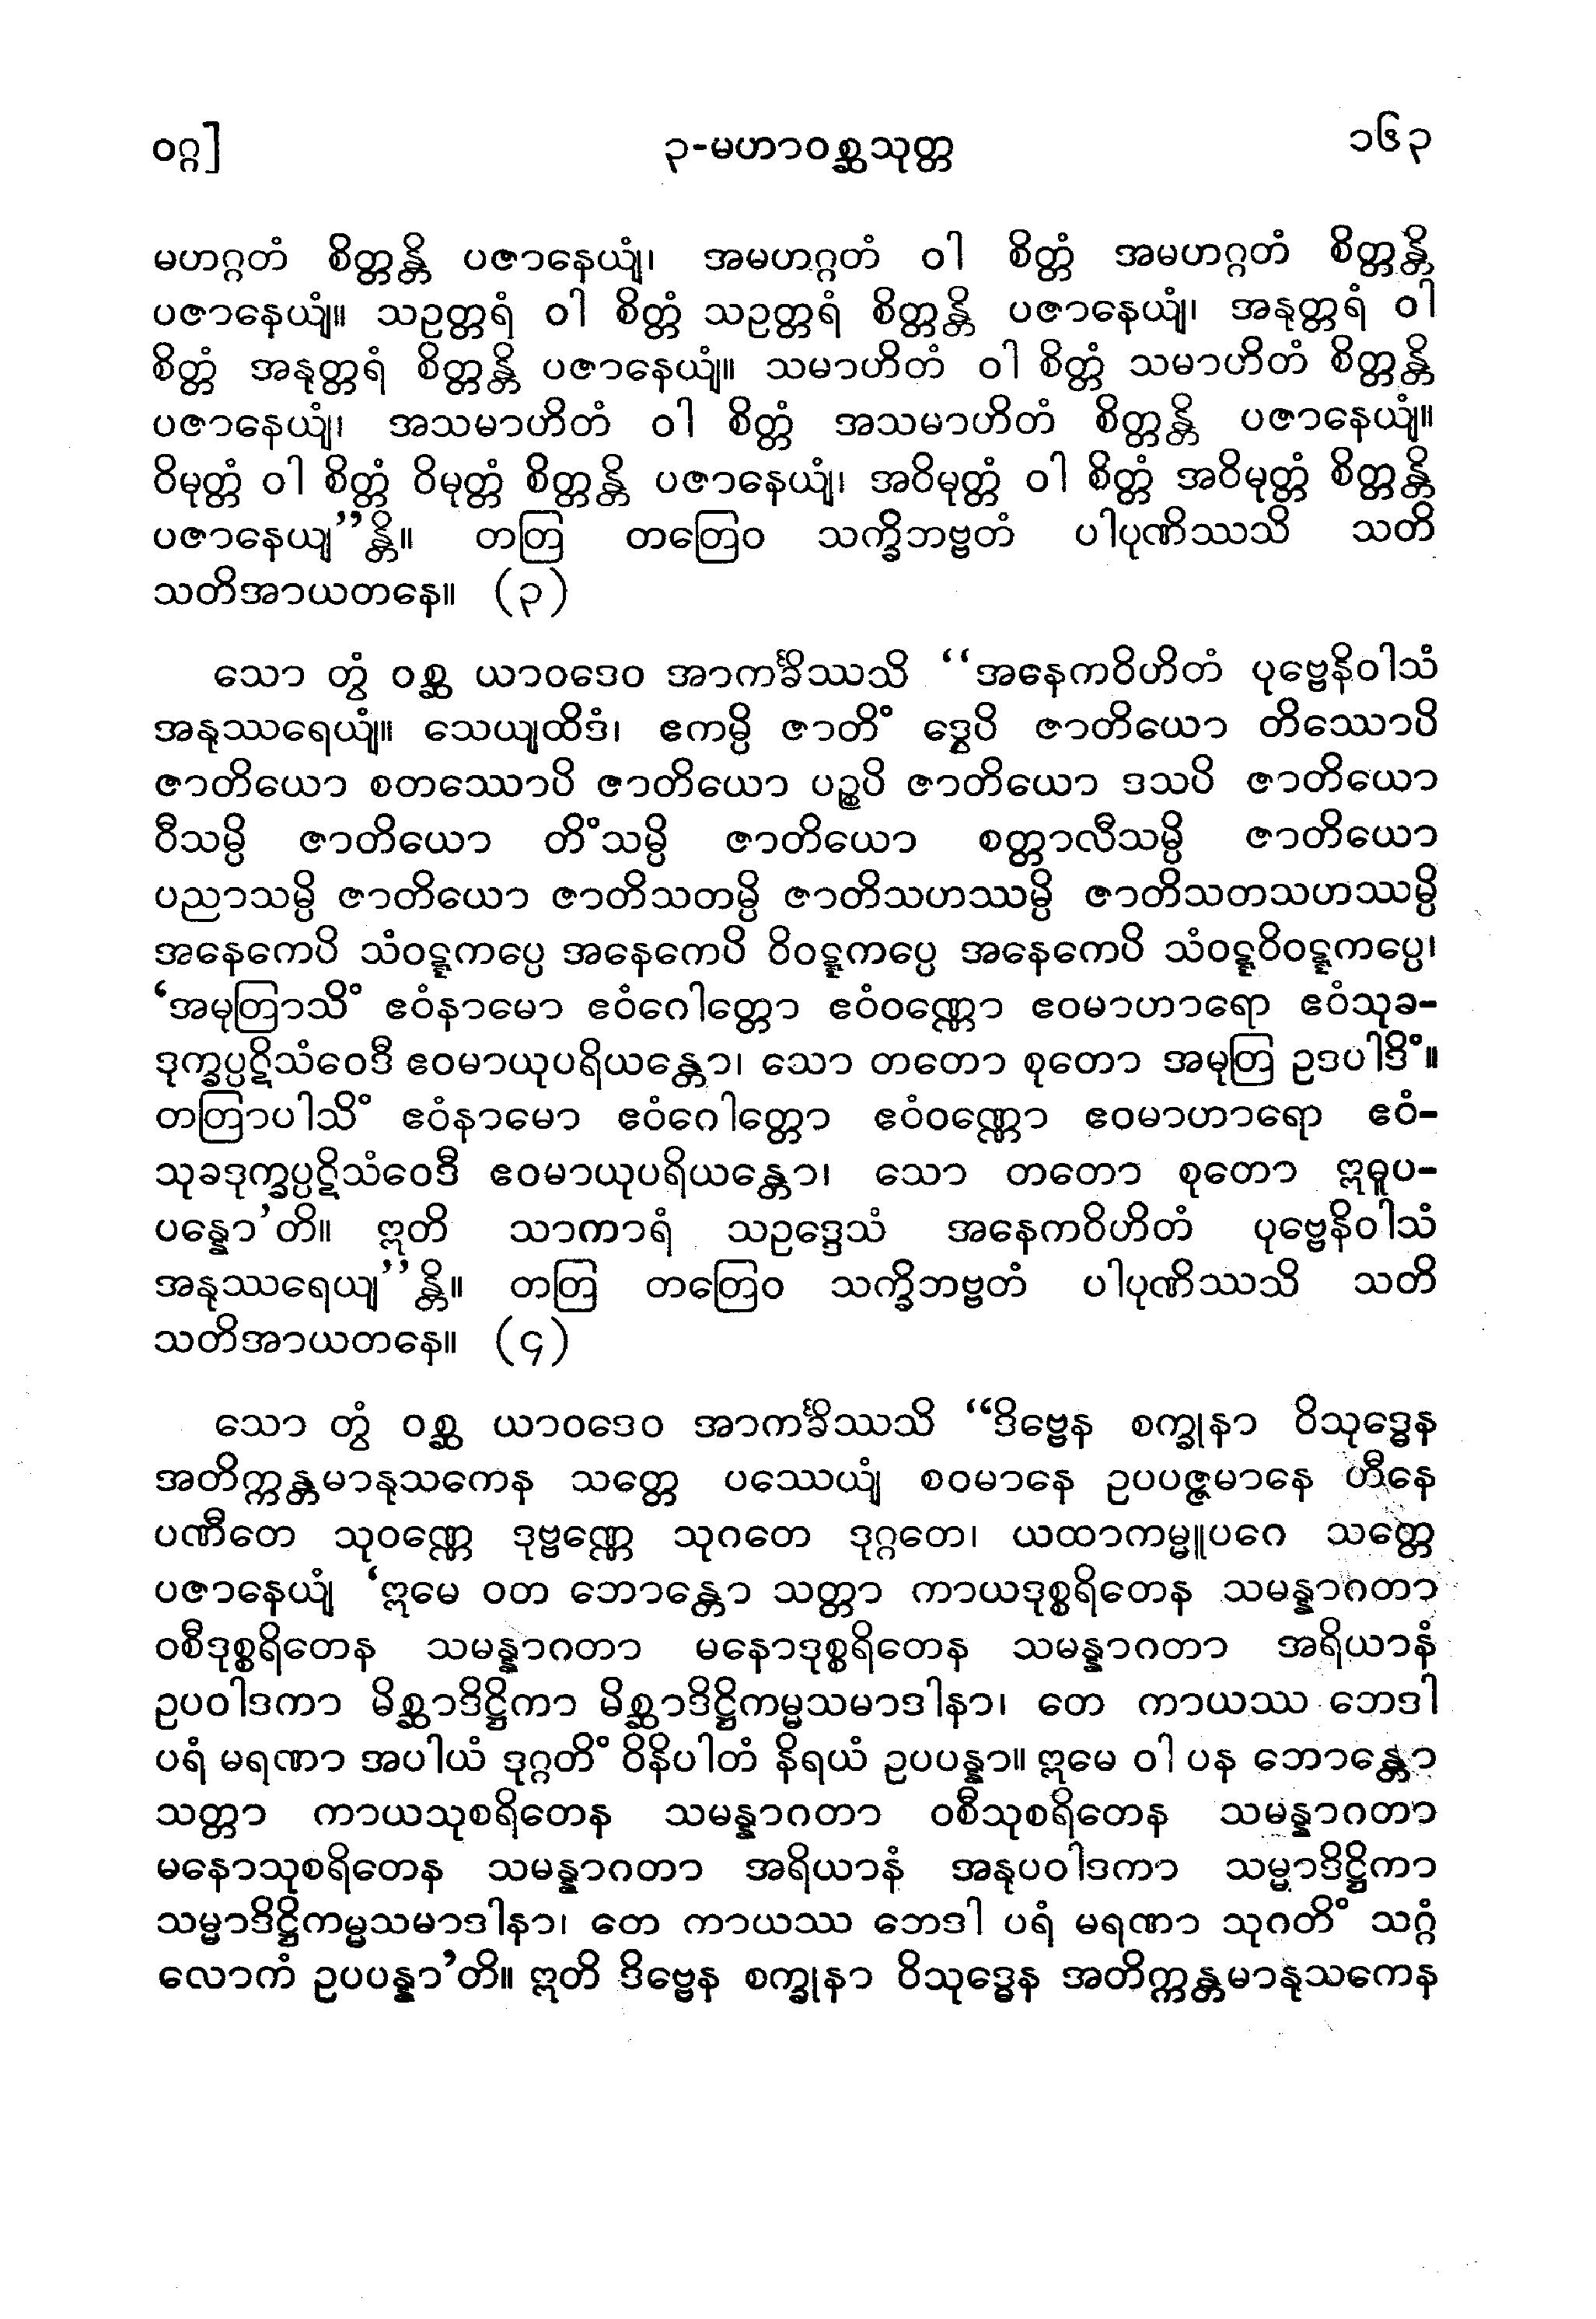 ဝဂ္ဂ]
၃-မဟာဝစ္ဆသုတ္တ
၁၆၃
မဟဂ္ဂတံ စိတ္တန္တိ ပဇာနေယျံ၊ အမဟဂ္ဂတံ ဝါ စိတ္တံ အမဟဂ္ဂတံ စိတ္တန္တိ
ပဇာနေယျံ။ သဥတ္တရံ ဝါ စိတ္တံ သဥတ္တရံ စိတ္တန္တိ ပဇာနေယျံ၊ အနုတ္တရံ ဝါ
စိတ္တံ အနုတ္တရံ စိတ္တန္တိ ပဇာနေယျံ။ သမာဟိတံ ဝါ စိတ္တံ သမာဟိတံ စိတ္တန္တိ
ပဇာနေယျံ၊ အသမာဟိတံ ဝါ စိတ္တံ အသမာဟိတံ စိတ္တန္တိ ပဇာနေယျံ။
ဝိမုတ္တံ ဝါ စိတ္တံ ဝိမုတ္တံ စိတ္တန္တိ ပဇာနေယျံ၊ အဝိမုတ္တံ ဝါ စိတ္တံ အဝိမုတ္တံ စိတ္တန္တိ
ပဇာနေယျ”န္တိ။ တတြ တတြေဝ သက္ခိဘဗ္ဗတံ ပါပုဏိဿသိ သတိ
သတိအာယတနေ။ (၃)
သော တွံ ဝစ္ဆ ယာဝဒေဝ အာကင်္ခိဿသိ “အနေကဝိဟိတံ ပုဗ္ဗေနိဝါသံ
အနုဿရေယျံ။ သေယျထိဒံ၊ ဧကမ္ပိ ဇာတိံ ဒွေပိ ဇာတိယော တိဿောပိ
ဇာတိယော စတဿောပိ ဇာတိယော ပဉ္စပိ ဇာတိယော ဒသပိ ဇာတိယော
ဝီသမ္ပိ ဇာတိယော တိံသမ္ပိ ဇာတိယော စတ္တာလီသမ္ပိ ဇာတိယော
ပညာသမ္ပိ ဇာတိယော ဇာတိသတမ္ပိ ဇာတိသဟဿမ္ပိ ဇာတိသတသဟဿမ္ပိ
အနေကေပိ သံဝဋ္ဋကပ္ပေ အနေကေပိ ဝိဝဋ္ဋကပ္ပေ အနေကေပိ သံဝဋ္ဋဝိဝဋ္ဋကပ္ပေ၊
‘အမုတြာသိံ ဧဝံနာမော ဧဝံဂေါတ္တော ဧဝံဝဏ္ဏော ဧဝမာဟာရော ဧဝံသုခ-
ဒုက္ခပ္ပဋိသံဝေဒီ ဧဝမာယုပရိယန္တော၊ သော တတော စုတော အမုတြ ဥဒပါဒိံ။
တတြာပါသိံ ဧဝံနာမော ဧဝံဂေါတ္တော ဧဝံဝဏ္ဏော ဧဝမာဟာရော ဧဝံ-
သုခဒုက္ခပ္ပဋိသံဝေဒီ ဧဝမာယုပရိယန္တော၊ သော တတော စုတော ဣဓူပ-
ပန္နော’တိ။ ဣတိ သာကာရံ သဥဒ္ဒေသံ အနေကဝိဟိတံ ပုဗ္ဗေနိဝါသံ
အနုဿရေယျ”န္တိ။ တတြ တတြေဝ သက္ခိဘဗ္ဗတံ ပါပုဏိဿသိ သတိ
သတိအာယတနေ။ (၄)
သော တွံ ဝစ္ဆ ယာဝဒေဝ အာကင်္ခိဿသိ “ဒိဗ္ဗေန စက္ခုနာ ဝိသုဒ္ဓေန
အတိက္ကန္တမာနုသကေန သတ္တေ ပဿေယျံ စဝမာနေ ဥပပဇ္ဇမာနေ ဟီနေ
ပဏီတေ သုဝဏ္ဏေ ဒုဗ္ဗဏ္ဏေ သုဂတေ ဒုဂ္ဂတေ၊ ယထာကမ္မူပဂေ သတ္တေ
ပဇာနေယျံ ‘ဣမေ ဝတ ဘောန္တော သတ္တာ ကာယဒုစ္စရိတေန သမန္နာဂတာ
ဝစီဒုစ္စရိတေန သမန္နာဂတာ မနောဒုစ္စရိတေန သမန္နာဂတာ အရိယာနံ
ဥပဝါဒကာ မိစ္ဆာဒိဋ္ဌိကာ မိစ္ဆာဒိဋ္ဌိကမ္မသမာဒါနာ၊ တေ ကာယဿ ဘေဒါ
ပရံ မရဏာ အပါယံ ဒုဂ္ဂတိံ ဝိနိပါတံ နိရယံ ဥပပန္နာ။ ဣမေ ဝါ ပန ဘောန္တော
သတ္တာ ကာယသုစရိတေန သမန္နာဂတာ ဝစီသုစရိတေန သမန္နာဂတာ
မနောသုစရိတေန သမန္နာဂတာ အရိယာနံ အနုပဝါဒကာ သမ္မာဒိဋ္ဌိကာ
သမ္မာဒိဋ္ဌိကမ္မသမာဒါနာ၊ တေ ကာယဿ ဘေဒါ ပရံ မရဏာ သုဂတိံ သဂ္ဂံ
လောကံ ဥပပန္နာ’တိ။ ဣတိ ဒိဗ္ဗေန စက္ခုနာ ဝိသုဒ္ဓေန အတိက္ကန္တမာနုသကေန